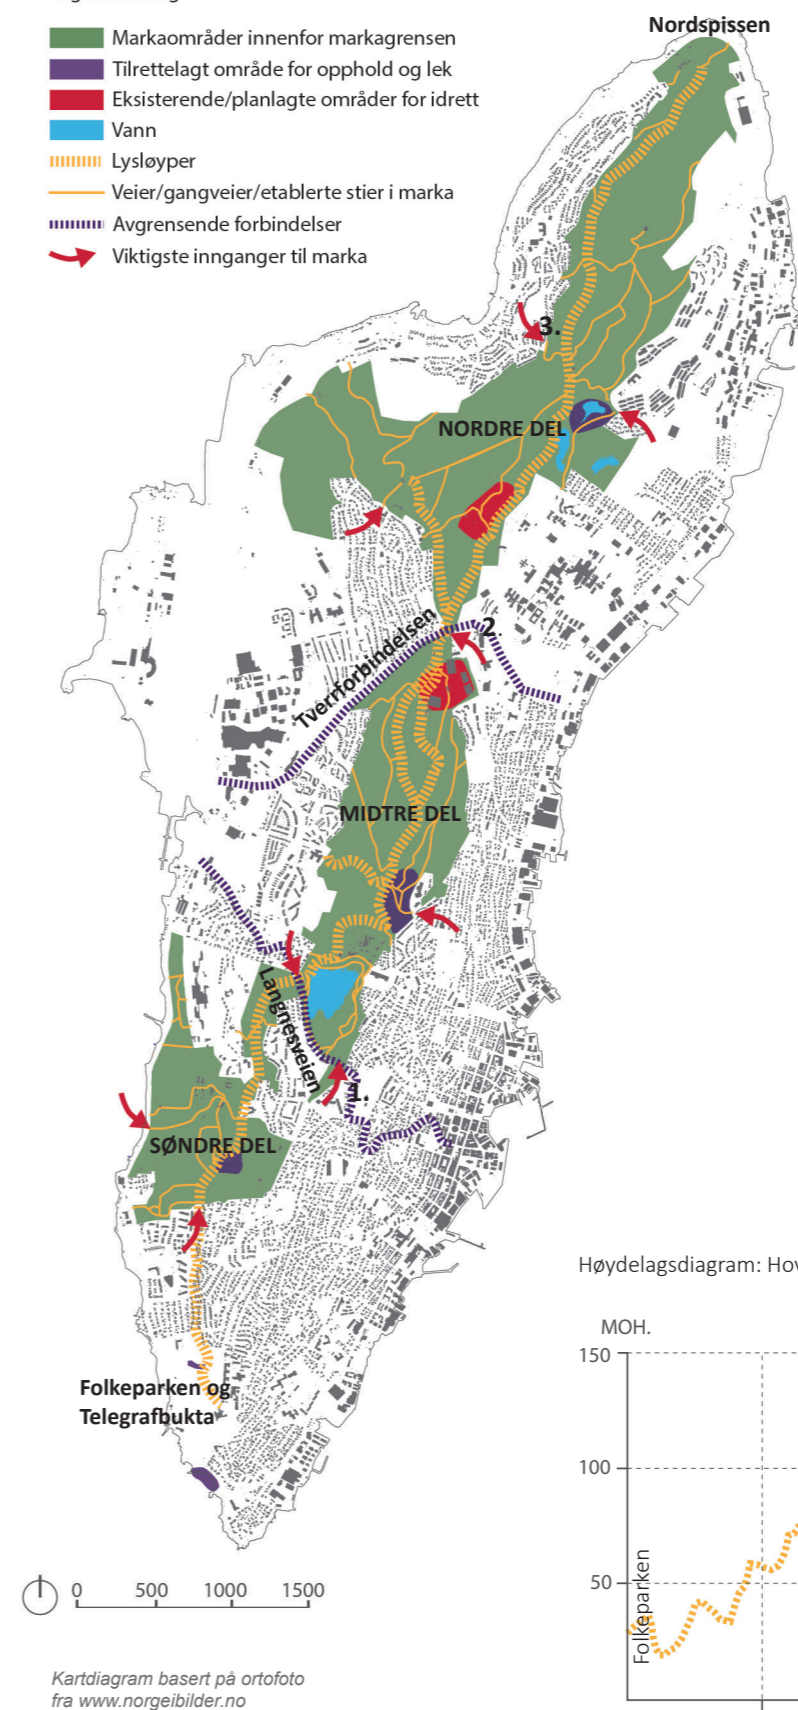 Markaområder innenfor markagrensen
Tilrettelagt område for opphold og lek
Eksisterende/planlagte områder for idrett
Vann
Lysløyper
Veier/gangveier/etablerte stier i marka
Avgrensende forbindelser
Viktigste innganger til marka
Nordspissen
3.
NORDRE DEL
2.
Tverrforbindelsen
MIDTRE DEL
Langnesveien
1.
SØNDRE DEL
Folkeparken og
Telegrafbukta
0 500 1000 1500
Kartdiagram basert på ortofoto
fra www.norgeibilder.no
Høydelagsdiagram: Hov
MOH.
150
100
50
Folkeparken